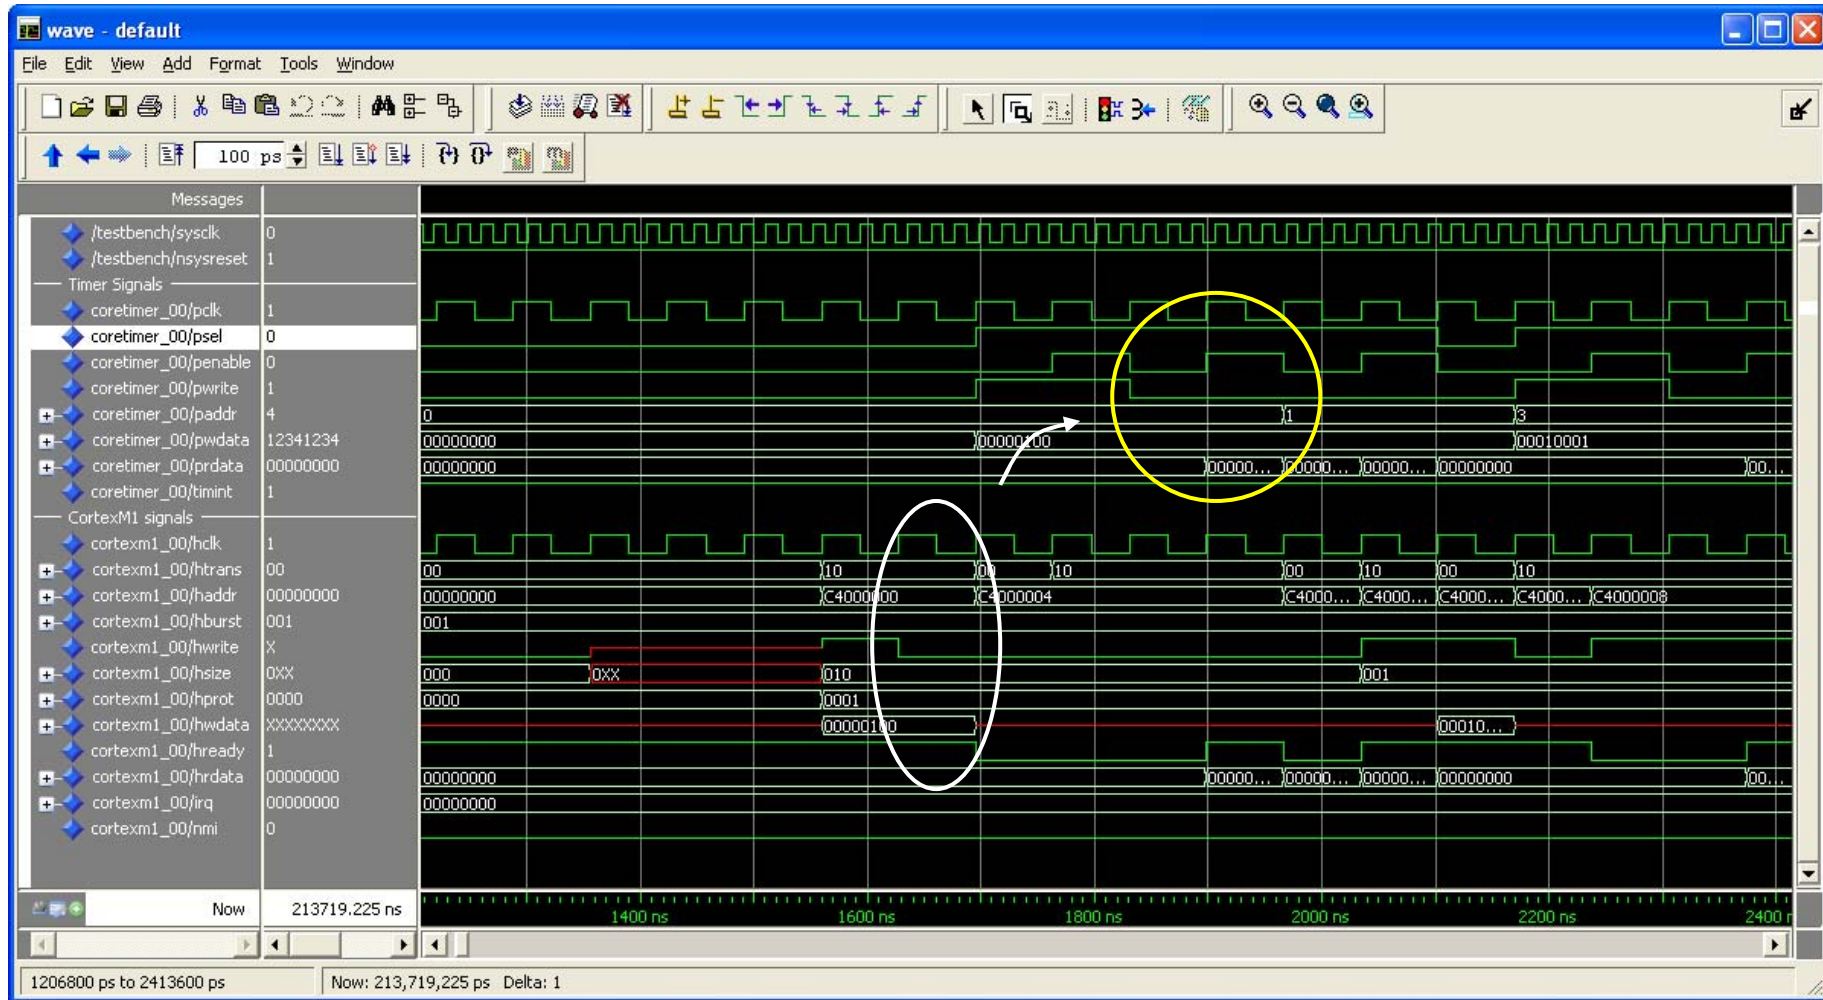 wave - default
File Edit View Add Format Tools Window
100 ps
Messages
/testbench/sysclk 0
/testbench/nsysreset 1
Timer Signals
coretimer_00/pclk 1
coretimer_00/psel 0
coretimer_00/penable 0
coretimer_00/pwrite 1
coretimer_00/paddr 4 0 1 3
coretimer_00/pwdata 12341234 00000000 00000100 00010001
coretimer_00/prdata 00000000 00000000 00000... 00000... 00000... 00000000 00...
coretimer_00/timint 1
CortexM1 signals
cortexm1_00/hclk 1
cortexm1_00/htrans 00 00 10 00 10 00 10 00 10
cortexm1_00/haddr 00000000 00000000 C4000000 C4000004 C4000... C4000... C4000... C4000... C4000008
cortexm1_00/hburst 001 001
cortexm1_00/hwrite X
cortexm1_00/hsize 0XX 000 0XX 010 001
cortexm1_00/hprot 0000 0000 0001
cortexm1_00/hwdata XXXXXXXX 00000100 00010...
cortexm1_00/hready 1
cortexm1_00/hrdata 00000000 00000000 00000... 00000... 00000... 00000000 00...
cortexm1_00/irq 00000000 00000000
cortexm1_00/nmi 0
Now 213719.225 ns 1400 ns 1600 ns 1800 ns 2000 ns 2200 ns 2400 n
1206800 ps to 2413600 ps Now: 213,719,225 ps Delta: 1